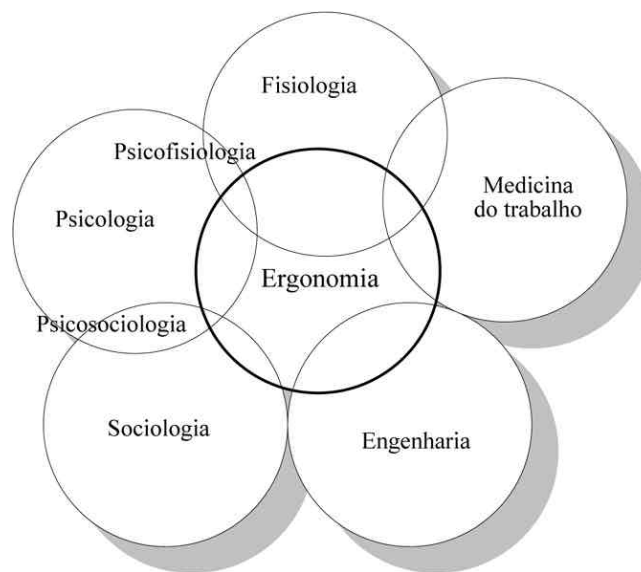 Fisiologia
Psicofisiologia
Medicina
do trabalho
Psicologia
Ergonomia
Psicosociologia
Sociologia
Engenharia